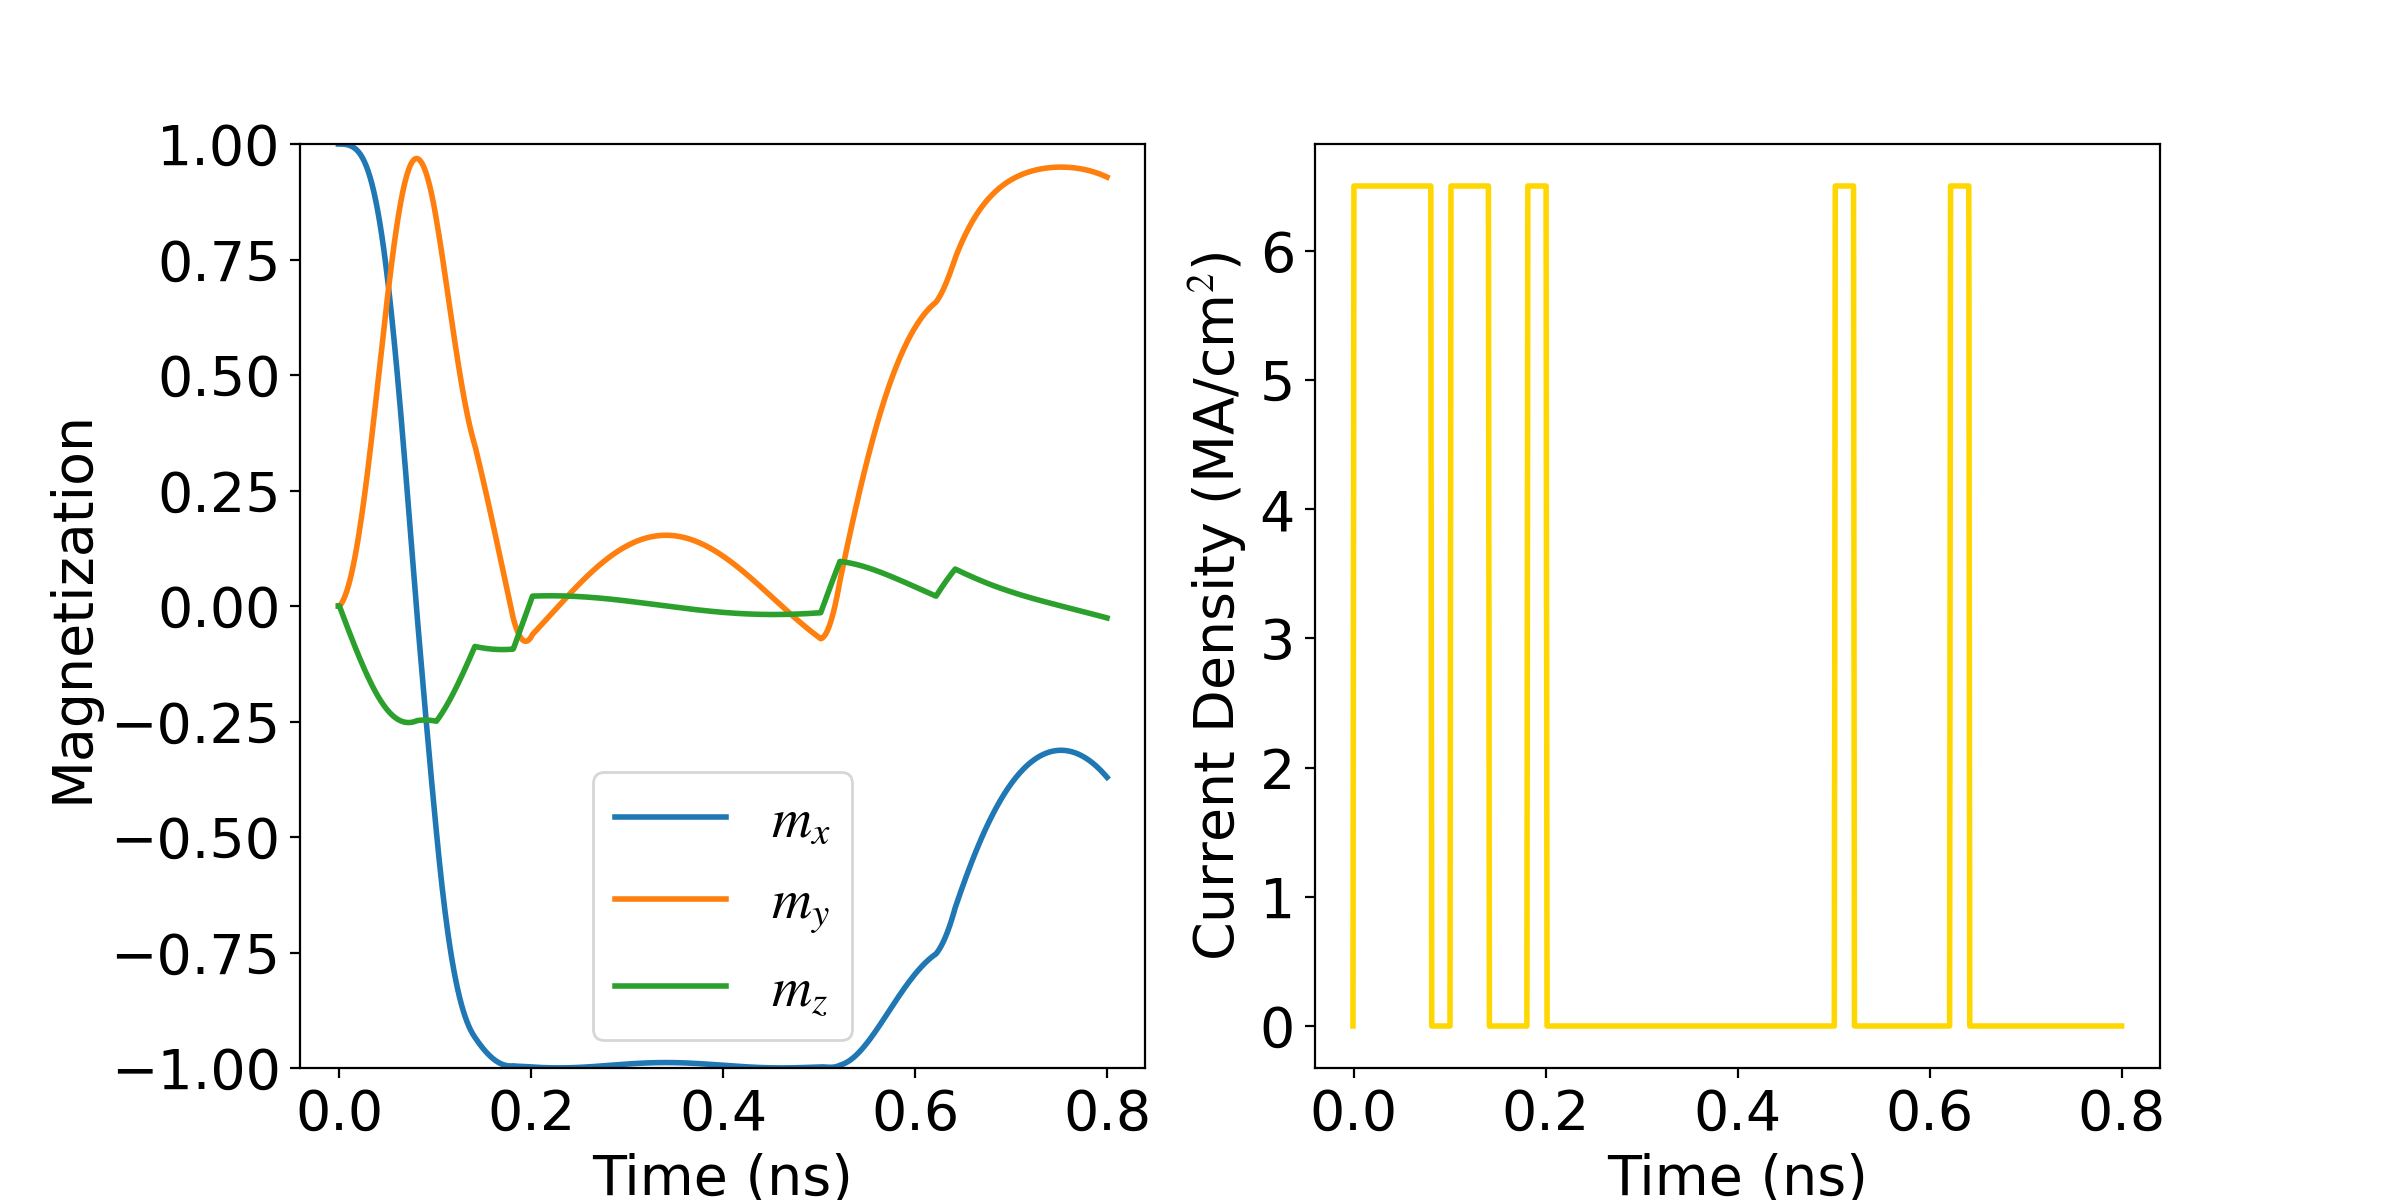 1.00
0.75
0.50
0.25
0.00
−0.25
−0.50
−0.75
−1.00
Magnetization
0.0 0.2 0.4 0.6 0.8
Time (ns)
m_x
m_y
m_z
6
5
4
3
2
1
0
Current Density (MA/cm²)
0.0 0.2 0.4 0.6 0.8
Time (ns)